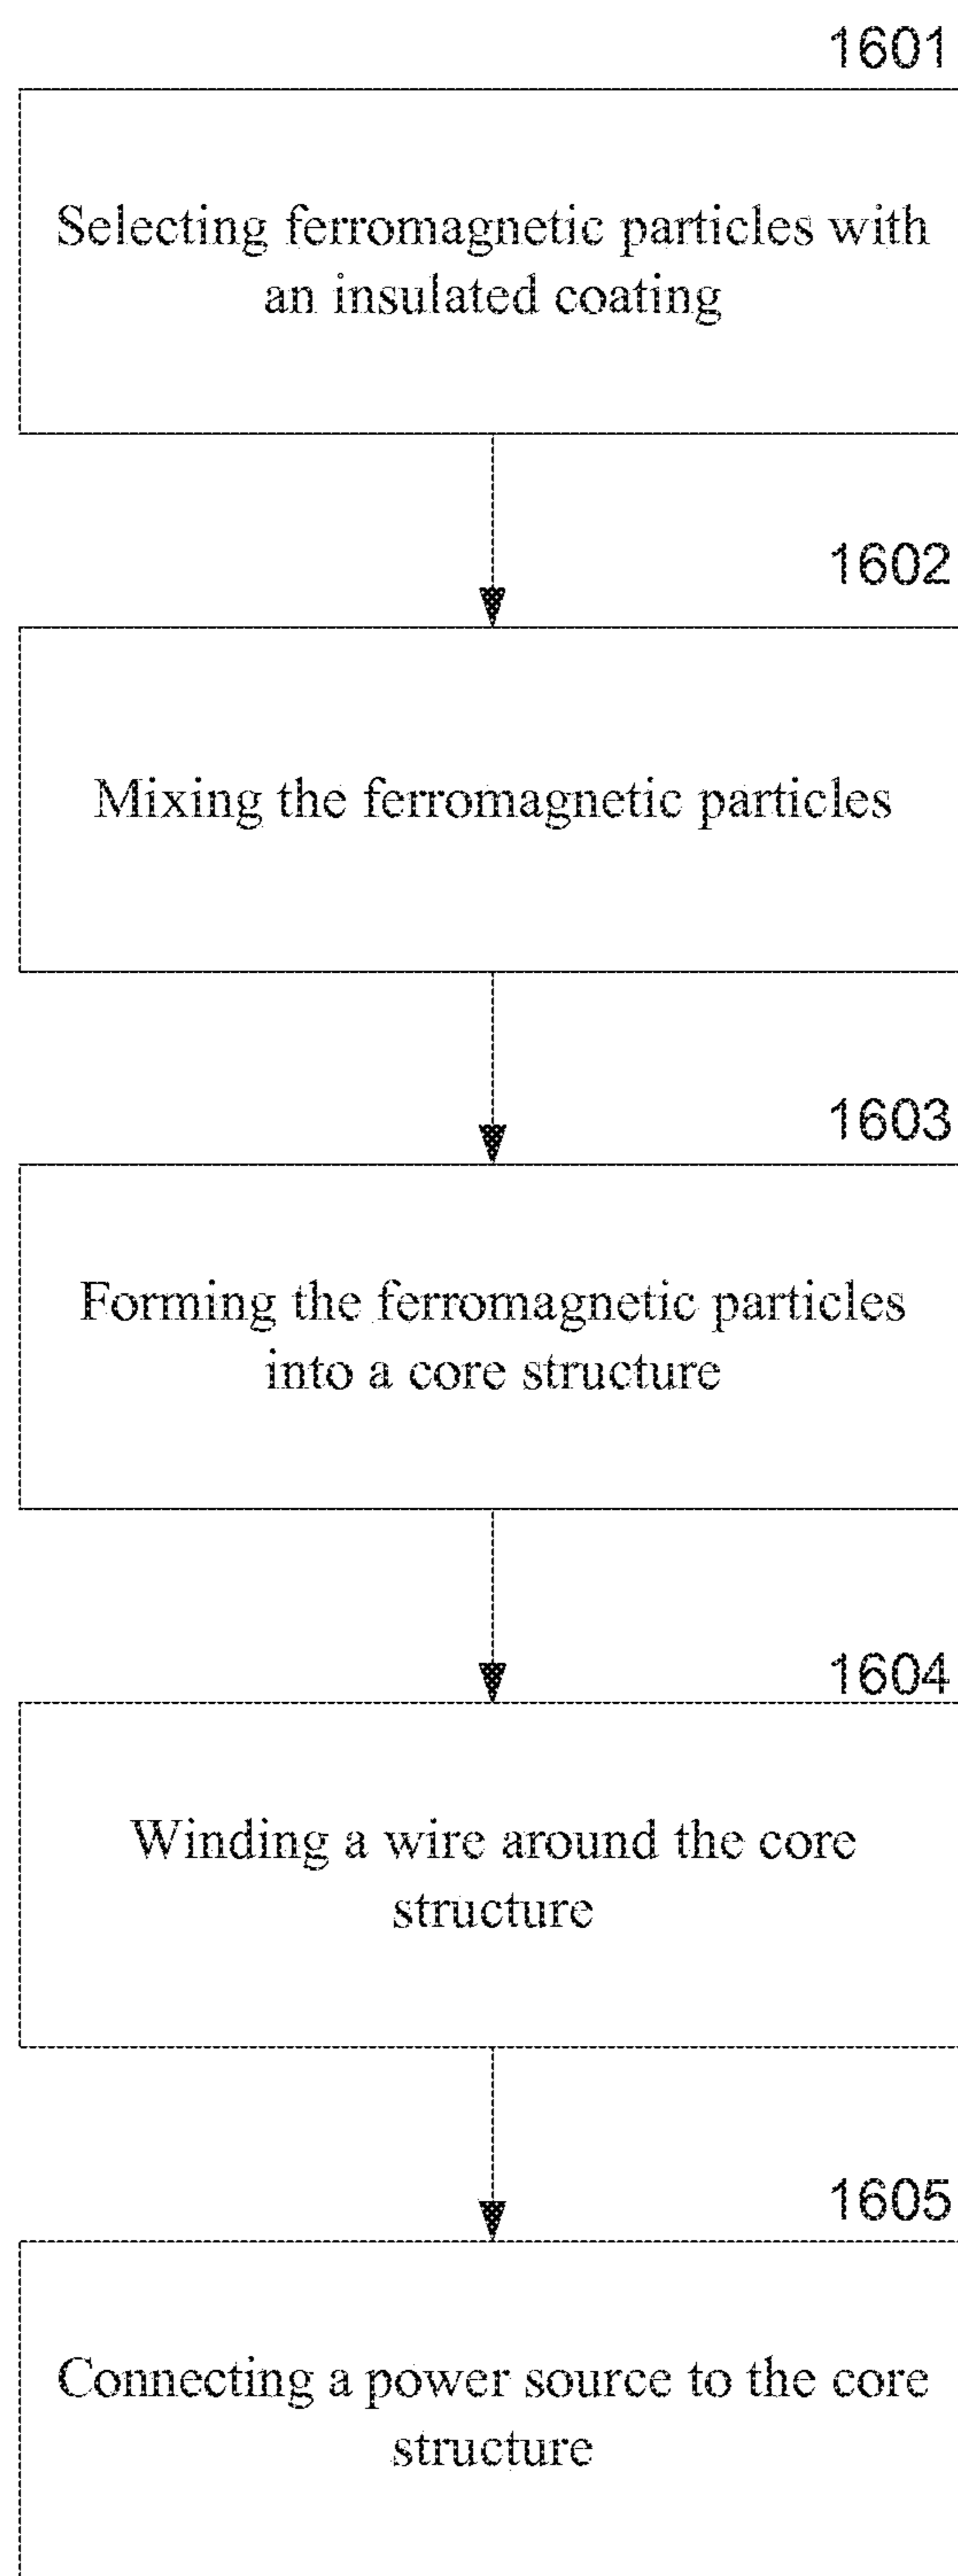 1601
Selecting ferromagnetic particles with
an insulated coating
1602
Mixing the ferromagnetic particles
1603
Forming the ferromagnetic particles
into a core structure
1604
Winding a wire around the core
structure
1605
Connecting a power source to the core
structure